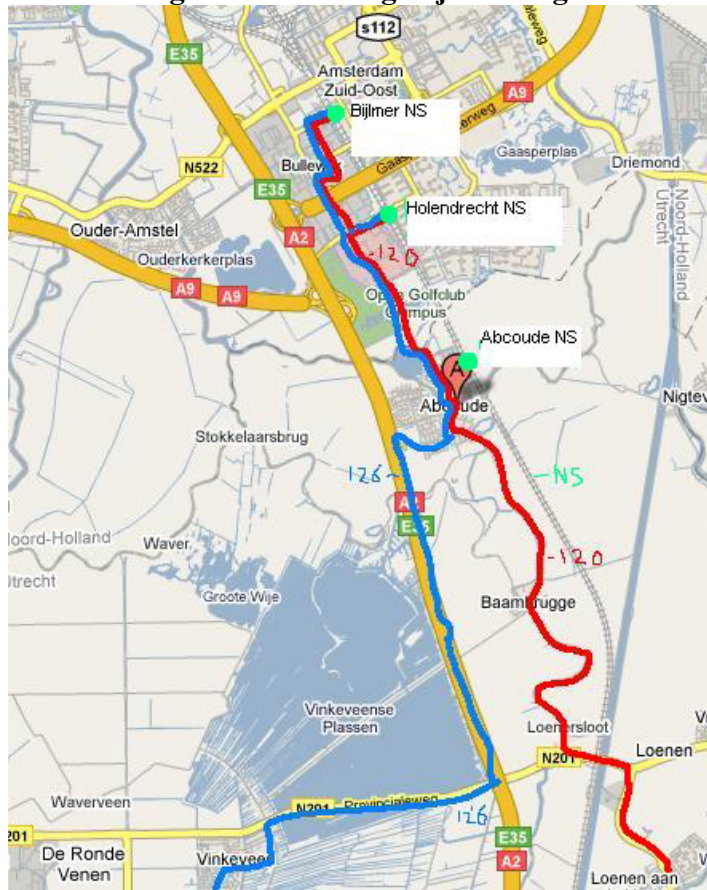 s112
E35
Amsterdam
Zuid-Oost
A9
Bijlmer NS
N522
E35
Gaasperplas
Driemond
Holendrecht NS
Noord-Holland
Utrecht
Ouder-Amstel
A2
Ouderkerkerplas
-120
A9
A9
Golfclub
Abcoude NS
A
Abcoude
Stokkelaarsbrug
126
-NS
A2
E35
Noord-Holland
Utrecht
Waver
-120
Groote Wije
Baambrugge
Vinkeveense
Plassen
Loenersloot
N201
Loenen
Waverveen
N201
Provincialeweg
126
201
E35
De Ronde
Venen
Vinkeveen
A2
Loenen aan